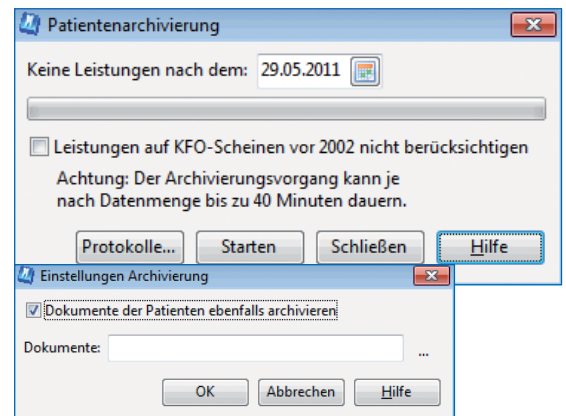 Patientenarchivierung
Keine Leistungen nach dem: 29.05.2011
Leistungen auf KFO-Scheinen vor 2002 nicht berücksichtigen
Achtung: Der Archivierungsvorgang kann je
nach Datenmenge bis zu 40 Minuten dauern.
Protokolle... Starten Schließen Hilfe
Einstellungen Archivierung
Dokumente der Patienten ebenfalls archivieren
Dokumente: ...
OK Abbrechen Hilfe